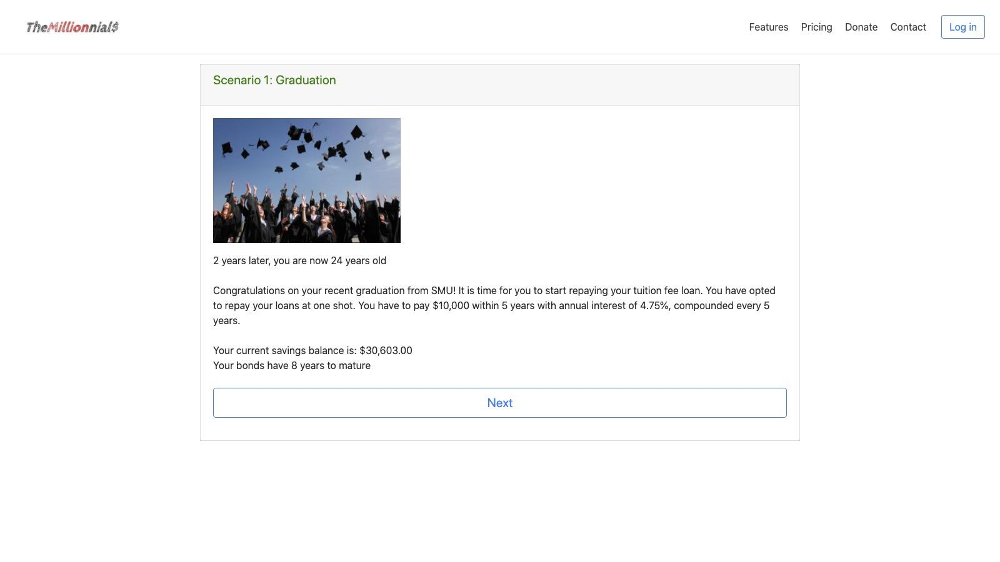 TheMillionnial$
Features
Pricing
Donate
Contact
Log in
Scenario 1: Graduation
2 years later, you are now 24 years old
Congratulations on your recent graduation from SMU! It is time for you to start repaying your tuition fee loan. You have opted
to repay your loans at one shot. You have to pay $10,000 within 5 years with annual interest of 4.75%, compounded every 5
years.
Your current savings balance is: $30,603.00
Your bonds have 8 years to mature
Next